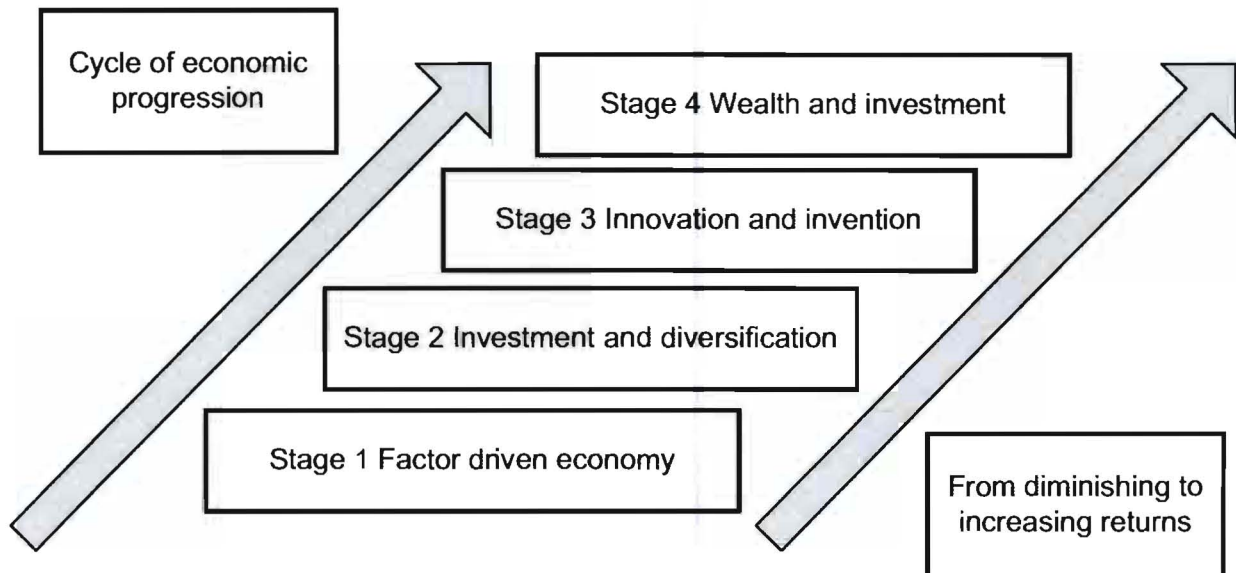 Cycle of economic
progression
Stage 4 Wealth and investment
Stage 3 Innovation and invention
Stage 2 Investment and diversification
Stage 1 Factor driven economy
From diminishing to
increasing returns